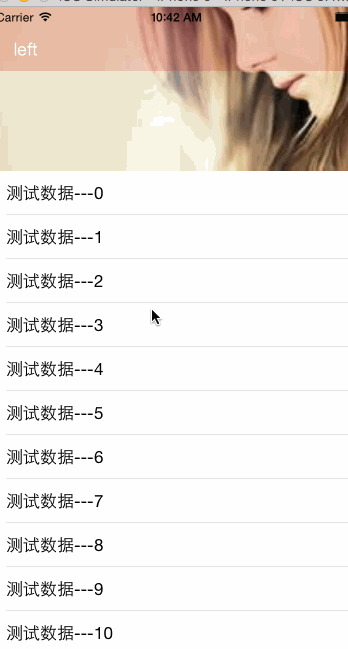 Carrier 10:42 AM
left
测试数据---0
测试数据---1
测试数据---2
测试数据---3
测试数据---4
测试数据---5
测试数据---6
测试数据---7
测试数据---8
测试数据---9
测试数据---10